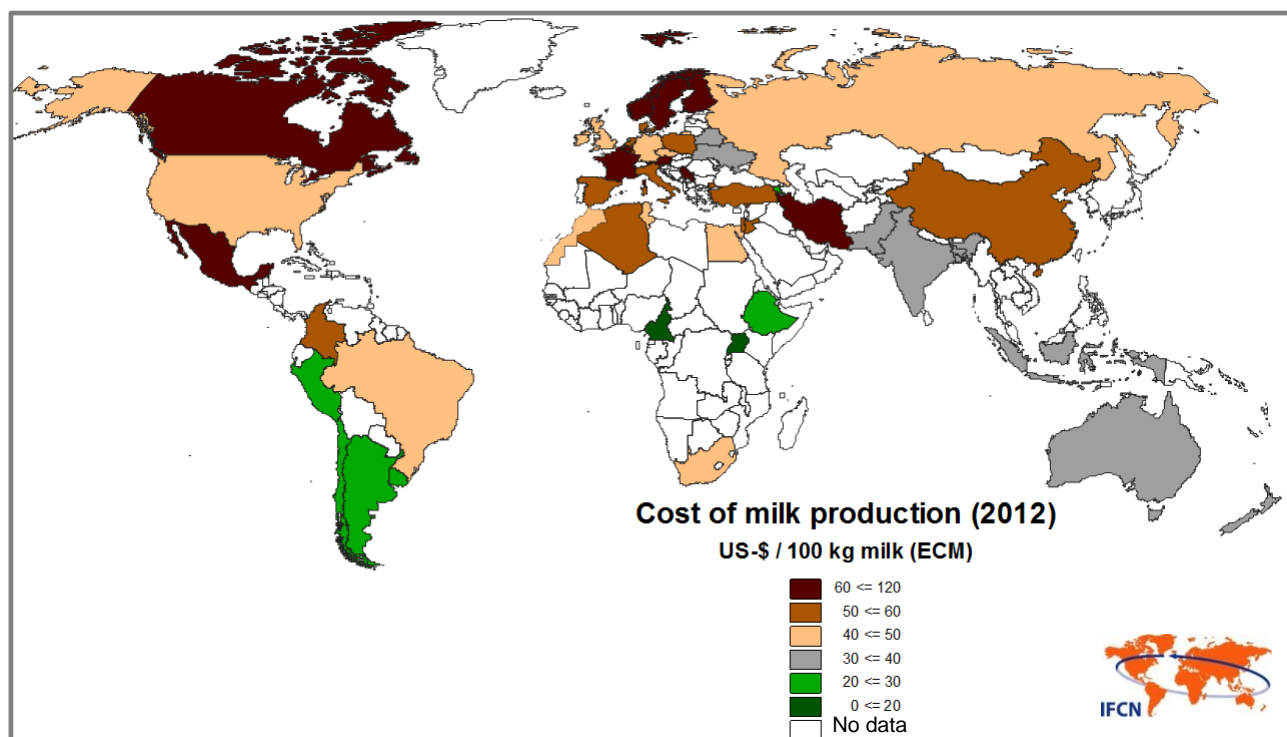 Cost of milk production (2012)
US-$ / 100 kg milk (ECM)
60 <= 120
50 <= 60
40 <= 50
30 <= 40
20 <= 30
0 <= 20
No data
IFCN